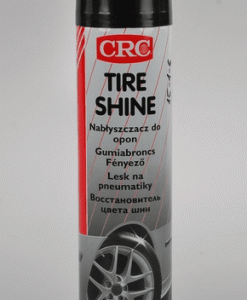 CRC
TIRE
SHINE
Nabłyszczacz do
opon
Gumiabroncs
Fényező
Lesk na
pneumatiky
Восстановитель
цвета шин